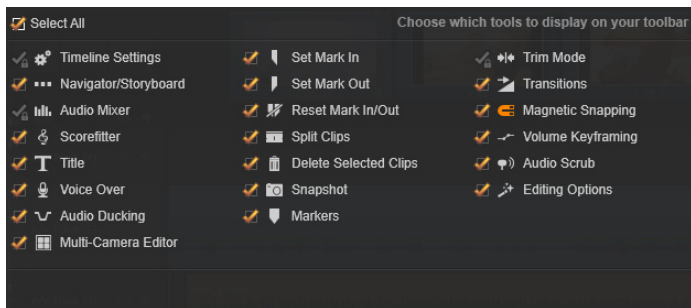 Select All
Choose which tools to display on your toolbar
Timeline Settings
Navigator/Storyboard
Audio Mixer
Scorefitter
Title
Voice Over
Audio Ducking
Multi-Camera Editor
Set Mark In
Set Mark Out
Reset Mark In/Out
Split Clips
Delete Selected Clips
Snapshot
Markers
Trim Mode
Transitions
Magnetic Snapping
Volume Keyframing
Audio Scrub
Editing Options